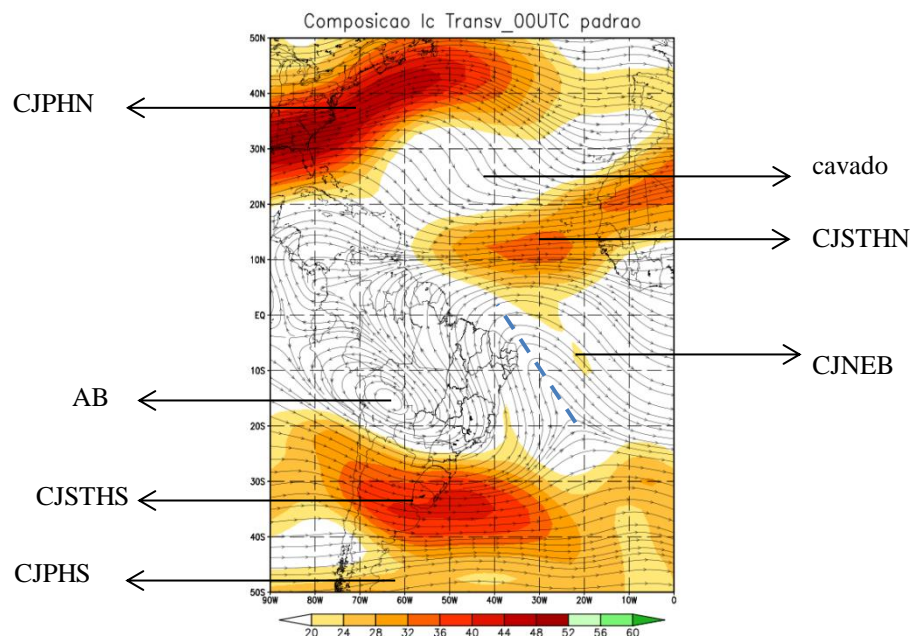 Composicao Ic Transv_00UTC padrao
50N
40N
30N
20N
10N
EQ
10S
20S
30S
40S
50S
CJPHN
cavado
CJSTHN
CJNEB
AB
CJSTHS
CJPHS
90W 80W 70W 60W 50W 40W 30W 20W 10W 0
20 24 28 32 36 40 44 48 52 56 60